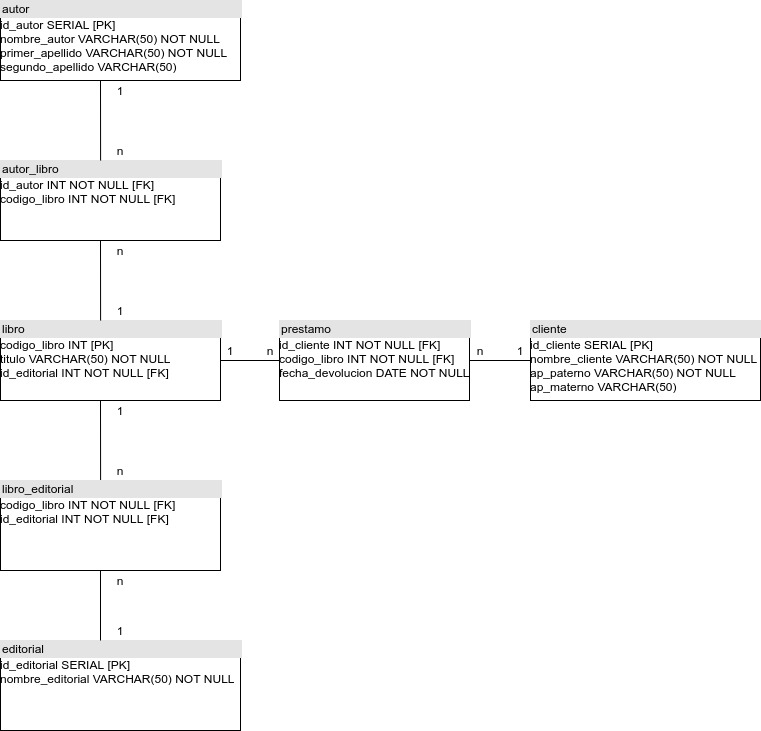 autor
id_autor SERIAL [PK]
nombre_autor VARCHAR(50) NOT NULL
primer_apellido VARCHAR(50) NOT NULL
segundo_apellido VARCHAR(50)
1
n
autor_libro
id_autor INT NOT NULL [FK]
codigo_libro INT NOT NULL [FK]
n
1
libro
codigo_libro INT [PK]
titulo VARCHAR(50) NOT NULL
id_editorial INT NOT NULL [FK]
1
n
prestamo
id_cliente INT NOT NULL [FK]
codigo_libro INT NOT NULL [FK]
fecha_devolucion DATE NOT NULL
n
1
cliente
id_cliente SERIAL [PK]
nombre_cliente VARCHAR(50) NOT NULL
ap_paterno VARCHAR(50) NOT NULL
ap_materno VARCHAR(50)
1
n
libro_editorial
codigo_libro INT NOT NULL [FK]
id_editorial INT NOT NULL [FK]
n
1
editorial
id_editorial SERIAL [PK]
nombre_editorial VARCHAR(50) NOT NULL